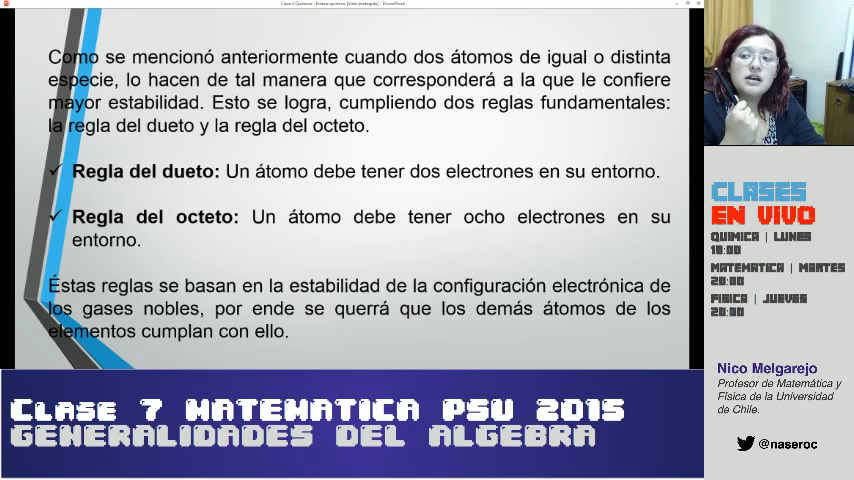 Clase 3 Química - Enlace químico [Vista protegida] - PowerPoint
Como se mencionó anteriormente cuando dos átomos de igual o distinta
especie, lo hacen de tal manera que corresponderá a la que le confiere
mayor estabilidad. Esto se logra, cumpliendo dos reglas fundamentales:
la regla del dueto y la regla del octeto.
✓ Regla del dueto: Un átomo debe tener dos electrones en su entorno.
✓ Regla del octeto: Un átomo debe tener ocho electrones en su
entorno.
Éstas reglas se basan en la estabilidad de la configuración electrónica de
los gases nobles, por ende se querrá que los demás átomos de los
elementos cumplan con ello.
CLASES
EN VIVO
QUIMICA | LUNES
18:00
MATEMATICA | MARTES
20:00
FISICA | JUEVES
20:00
Nico Melgarejo
Profesor de Matemática y
Física de la Universidad
de Chile.
@naseroc
Clase 7 MATEMATICA PSU 2015
GENERALIDADES DEL ALGEBRA